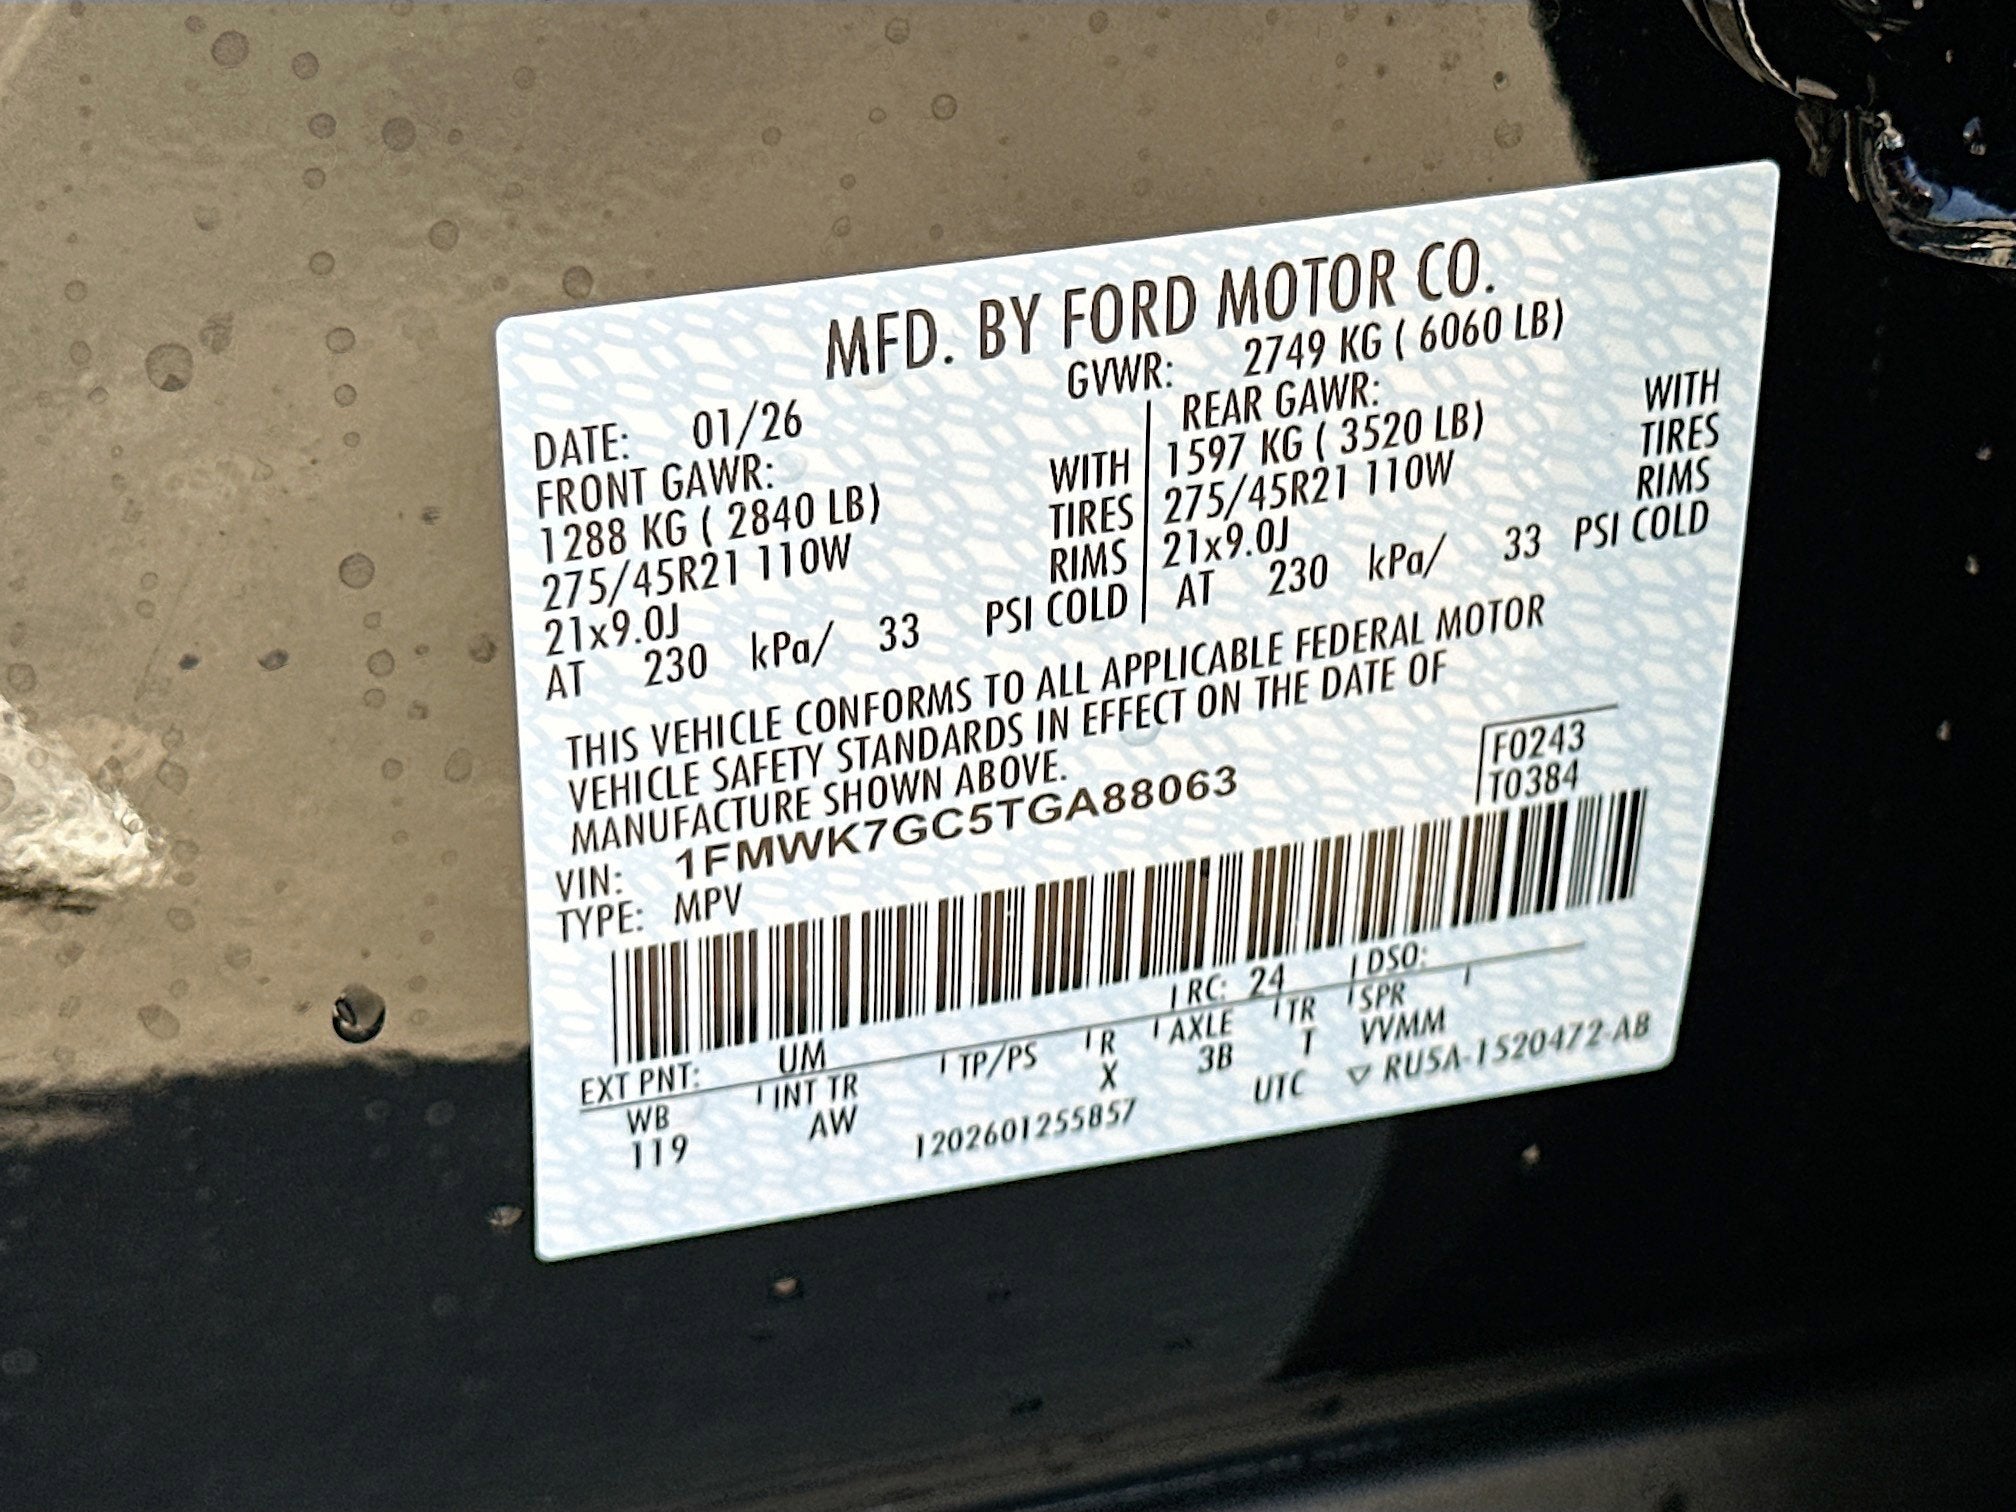 MFD. BY FORD MOTOR CO.
DATE: 01/26 GVWR: 2749 KG ( 6060 LB)
FRONT GAWR: REAR GAWR:
1288 KG ( 2840 LB) WITH 1597 KG ( 3520 LB) WITH
275/45R21 110W TIRES 275/45R21 110W TIRES
21x9.0J RIMS 21x9.0J RIMS
AT 230 kPa/ 33 PSI COLD AT 230 kPa/ 33 PSI COLD
THIS VEHICLE CONFORMS TO ALL APPLICABLE FEDERAL MOTOR
VEHICLE SAFETY STANDARDS IN EFFECT ON THE DATE OF
MANUFACTURE SHOWN ABOVE.
F0243
T0384
VIN: 1FMWK7GC5TGA88063
TYPE: MPV
EXT PNT: UM RC: 24 DSO:
WB INT TR TP/PS R AXLE TR SPR
119 AW X 3B T VVMM
1202601255857 UTC ▽ RU5A-1520472-AB